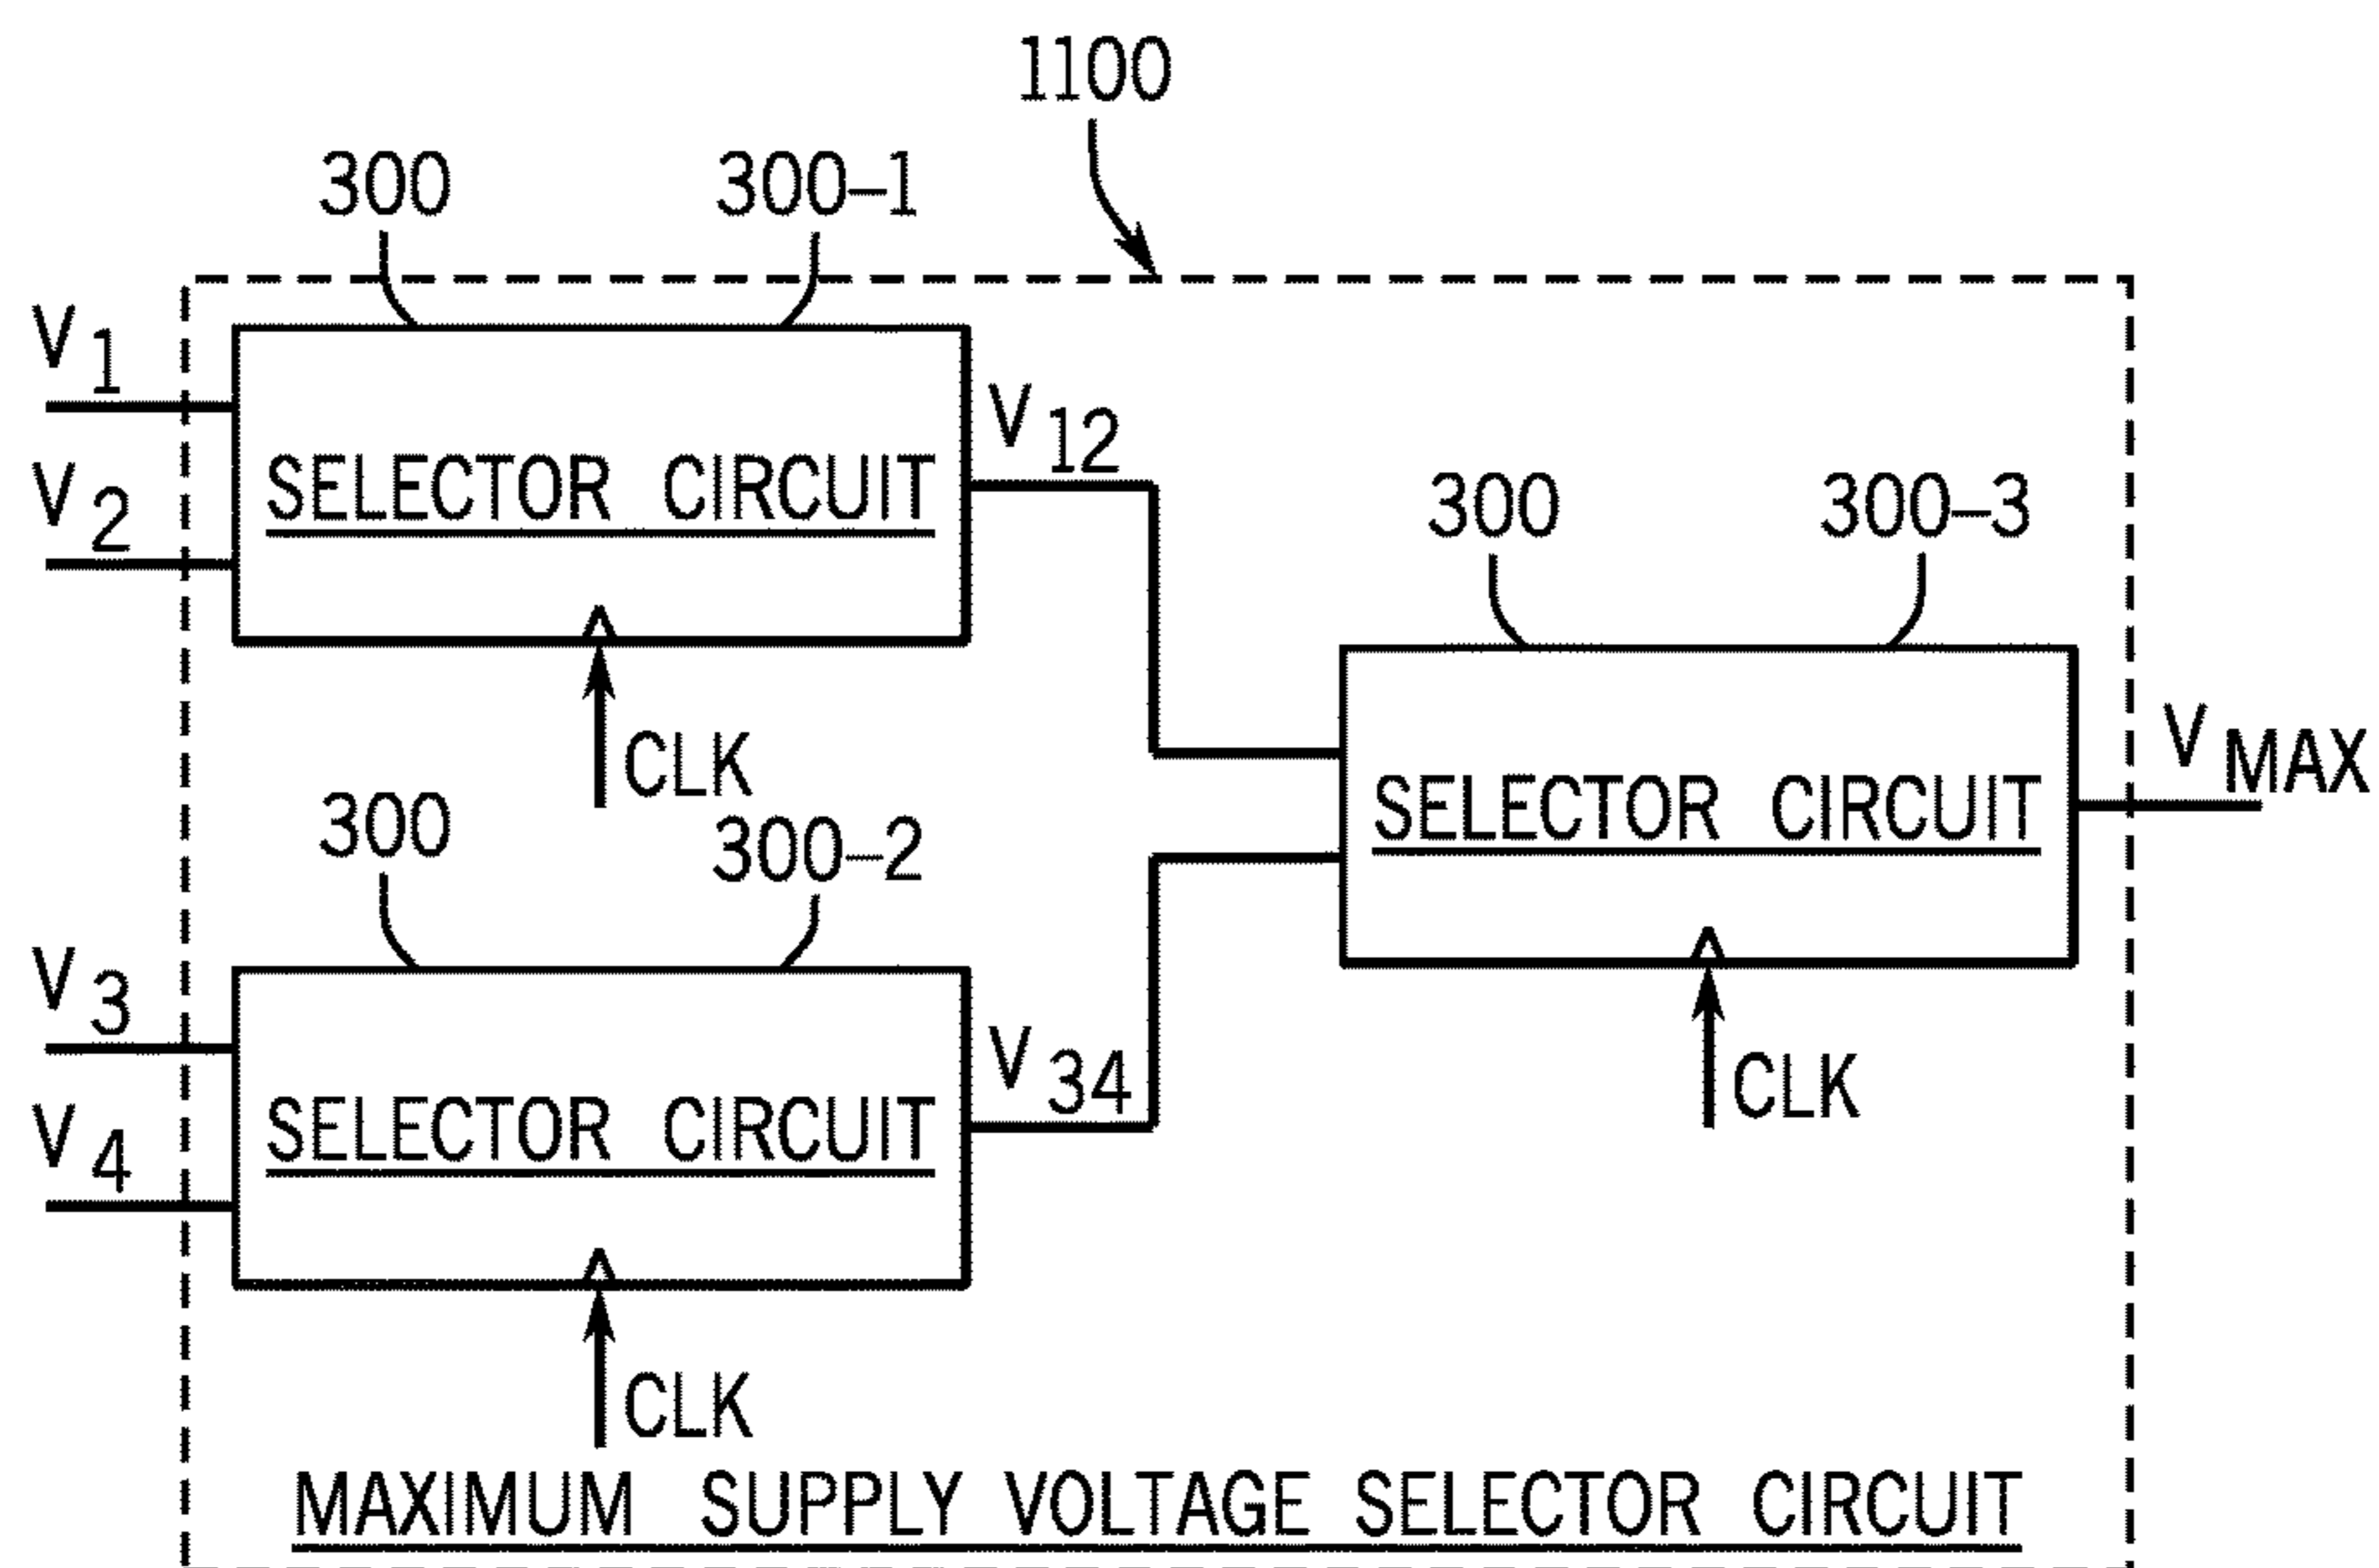 1100
300
300-1
V1
V2
SELECTOR CIRCUIT
V12
CLK
300
300-3
SELECTOR CIRCUIT
VMAX
CLK
300
300-2
V3
V4
SELECTOR CIRCUIT
V34
CLK
MAXIMUM SUPPLY VOLTAGE SELECTOR CIRCUIT